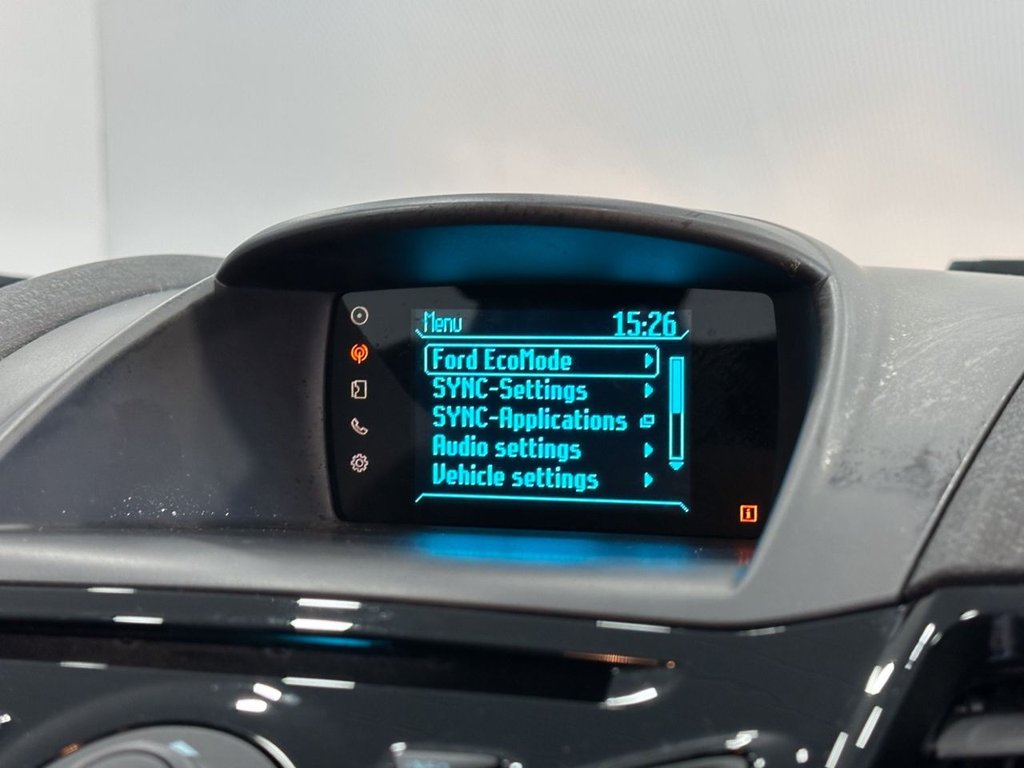 Menu 15:26
Ford EcoMode
SYNC-Settings
SYNC-Applications
Audio settings
Vehicle settings
i